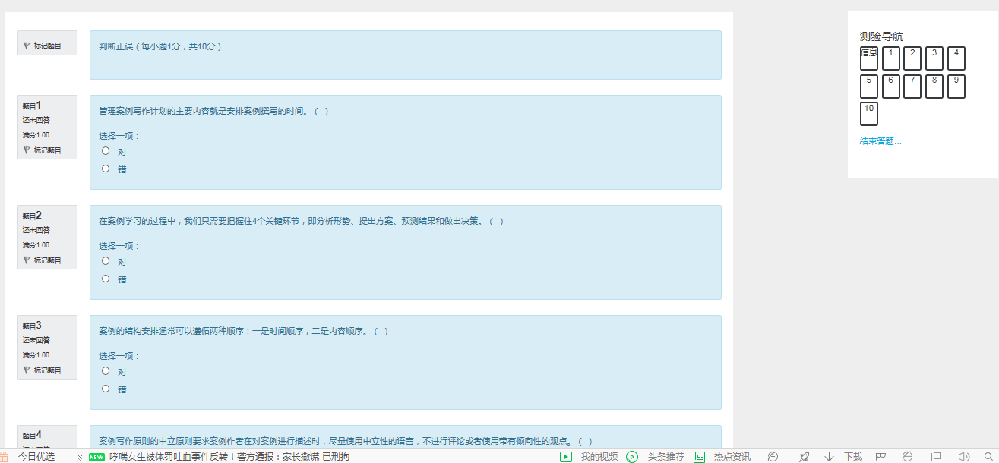 标记题目
判断正误（每小题1分，共10分）
题目1
还未回答
满分1.00
标记题目
管理案例写作计划的主要内容就是安排案例撰写的时间。（  ）
选择一项：
对
错
题目2
还未回答
满分1.00
标记题目
在案例学习的过程中，我们只需要把握住4个关键环节，即分析形势、提出方案、预测结果和做出决策。（  ）
选择一项：
对
错
题目3
还未回答
满分1.00
标记题目
案例的结构安排通常可以遵循两种顺序：一是时间顺序，二是内容顺序。（  ）
选择一项：
对
错
题目4
案例写作原则的中立原则要求案例作者在对案例进行描述时，尽量使用中立性的语言，不进行评论或者使用带有倾向性的观点。（  ）
测验导航
信息 1 2 3 4
5 6 7 8 9
10
结束答题...
今日优选 NEW 哮喘女生被体罚吐血事件反转！警方通报：家长撒谎 已刑拘 我的视频 头条推荐 热点资讯 下载